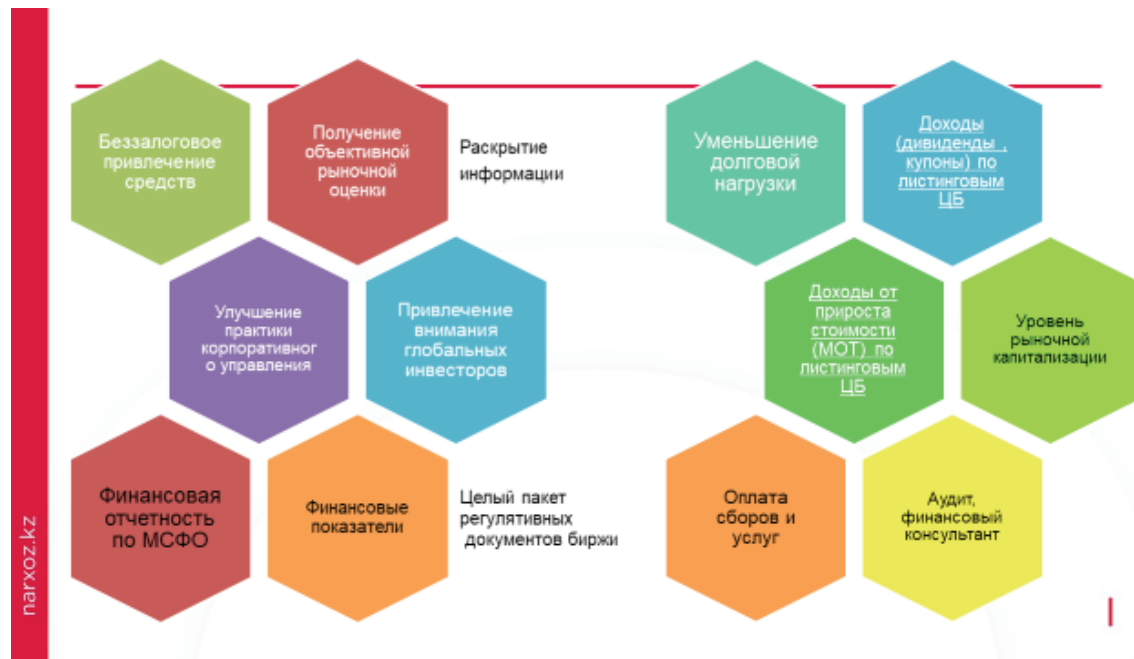 Беззалоговое
привлечение
средств
Получение
объективной
рыночной
оценки
Раскрытие
информации
Уменьшение
долговой
нагрузки
Доходы
(дивиденды ,
купоны) по
листинговым
ЦБ
Улучшение
практики
корпоративног
о управления
Привлечение
внимания
глобальных
инвесторов
Доходы от
прироста
стоимости
(МОТ) по
листинговым
ЦБ
Уровень
рыночной
капитализации
Финансовая
отчетность
по МСФО
Финансовые
показатели
Целый пакет
регулятивных
документов биржи
Оплата
сборов и
услуг
Аудит,
финансовый
консультант
narxoz.kz